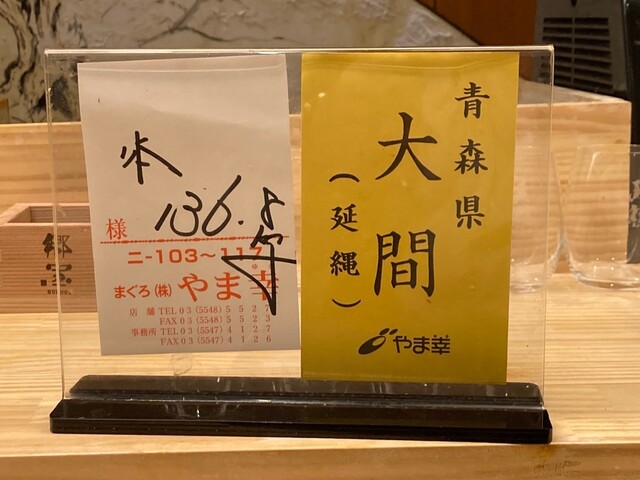 本
136.8
様
ニ-103〜117
まぐろ(株)やま幸
店舗 TEL 03(5548)5527
FAX 03(5548)5523
事務所 TEL 03(5547)4127
FAX 03(5547)4126
青森県
大間
(延縄)
やま幸